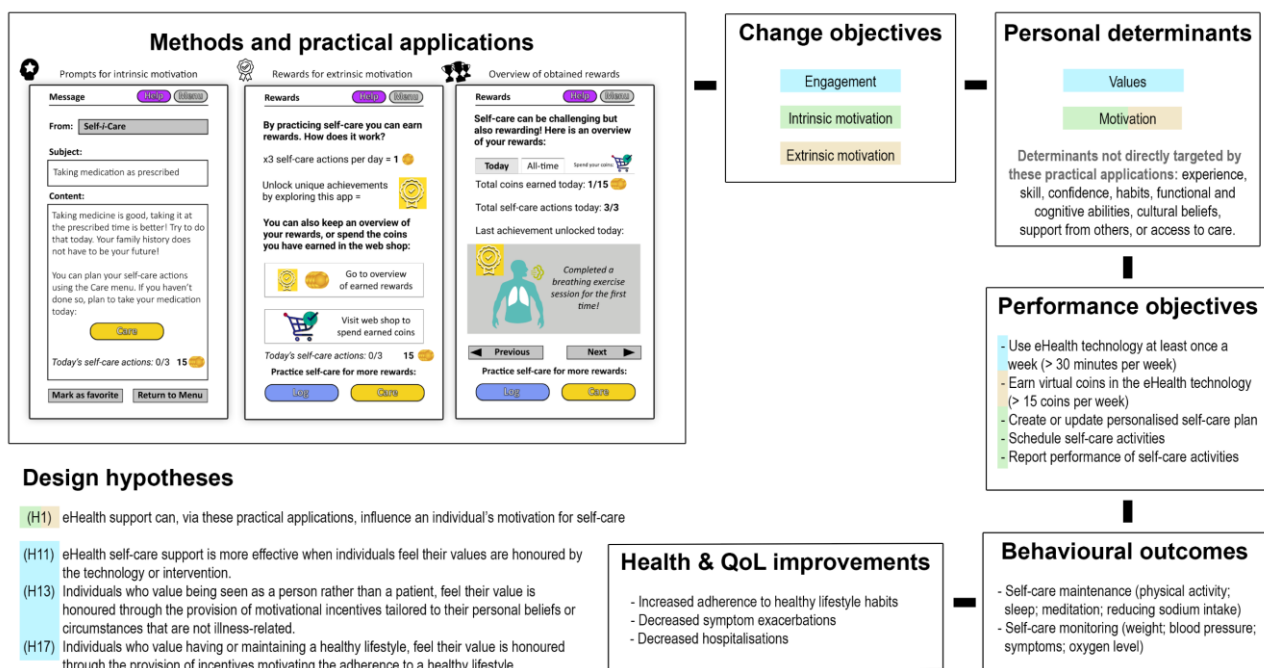 Methods and practical applications
Prompts for intrinsic motivation
Message
Help
Menu
From:
Self-i-Care
Subject:
Taking medication as prescribed
Content:
Taking medicine is good, taking it at
the prescribed time is better! Try to do
that today. Your family history does
not have to be your future!
You can plan your self-care actions
using the Care menu. If you haven't
done so, plan to take your medication
today:
Care
Today's self-care actions: 0/3 15
Mark as favorite
Return to Menu
Rewards for extrinsic motivation
Rewards
Help
Menu
By practicing self-care you can earn
rewards. How does it work?
x3 self-care actions per day = 1
Unlock unique achievements
by exploring this app =
You can also keep an overview of
your rewards, or spend the coins
you have earned in the web shop:
Go to overview
of earned rewards
Visit web shop to
spend earned coins
Today's self-care actions: 0/3 15
Practice self-care for more rewards:
Log
Care
Overview of obtained rewards
Rewards
Help
Menu
Self-care can be challenging but
also rewarding! Here is an overview
of your rewards:
Today
All-time
Spend your coins:
Total coins earned today: 1/15
Total self-care actions today: 3/3
Last achievement unlocked today:
Completed a
breathing exercise
session for the first
time!
Previous
Next
Practice self-care for more rewards:
Log
Care
Change objectives
Engagement
Intrinsic motivation
Extrinsic motivation
Personal determinants
Values
Motivation
Determinants not directly targeted by
these practical applications: experience,
skill, confidence, habits, functional and
cognitive abilities, cultural beliefs,
support from others, or access to care.
Performance objectives
- Use eHealth technology at least once a
week (> 30 minutes per week)
- Earn virtual coins in the eHealth technology
(> 15 coins per week)
- Create or update personalised self-care plan
- Schedule self-care activities
- Report performance of self-care activities
Behavioural outcomes
- Self-care maintenance (physical activity;
sleep; meditation; reducing sodium intake)
- Self-care monitoring (weight; blood pressure;
symptoms; oxygen level)
Health & QoL improvements
- Increased adherence to healthy lifestyle habits
- Decreased symptom exacerbations
- Decreased hospitalisations
Design hypotheses
(H1) eHealth support can, via these practical applications, influence an individual's motivation for self-care
(H11) eHealth self-care support is more effective when individuals feel their values are honoured by
the technology or intervention.
(H13) Individuals who value being seen as a person rather than a patient, feel their value is
honoured through the provision of motivational incentives tailored to their personal beliefs or
circumstances that are not illness-related.
(H17) Individuals who value having or maintaining a healthy lifestyle, feel their value is honoured
through the provision of incentives motivating the adherence to a healthy lifestyle